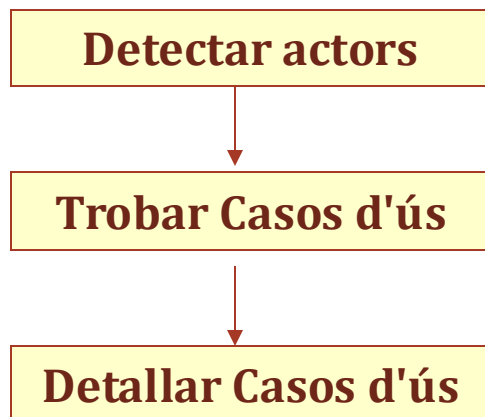 Detectar actors
Trobar Casos d'ús
Detallar Casos d'ús